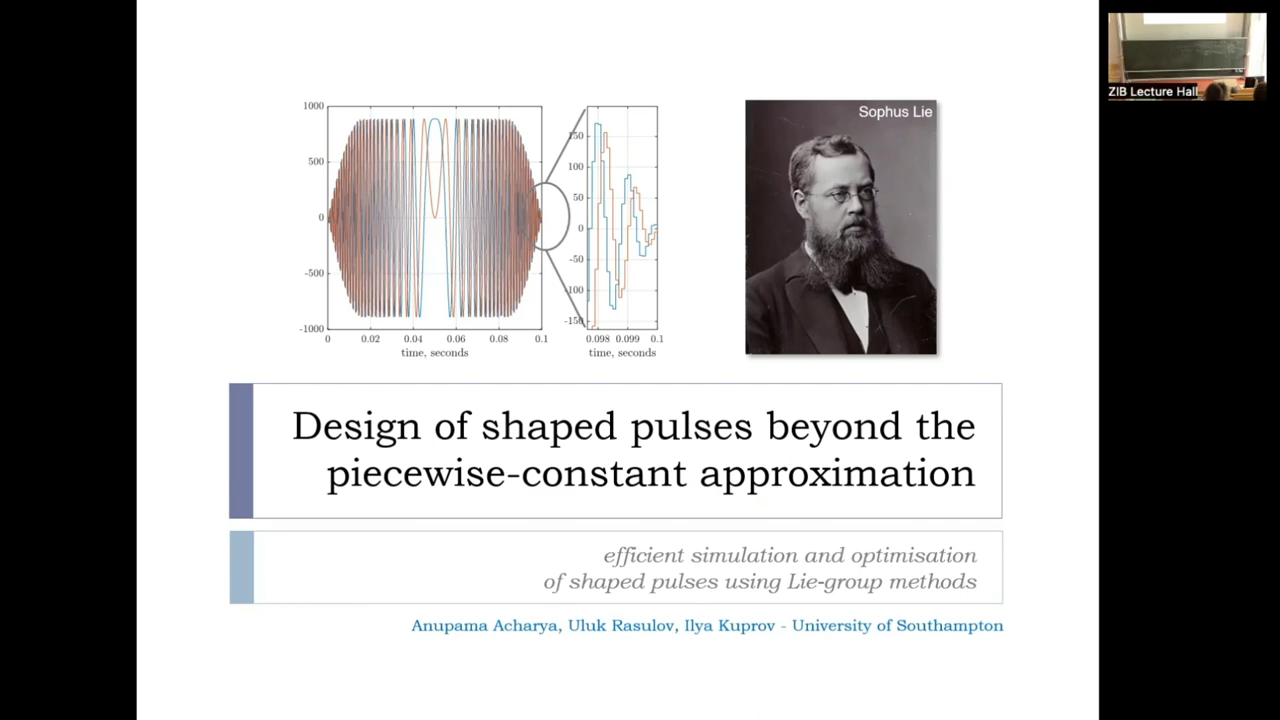 1000
500
0
-500
-1000
0 0.02 0.04 0.06 0.08 0.1
time, seconds
150
100
50
0
-50
-100
-150
0.098 0.099 0.1
time, seconds
Sophus Lie
ZIB Lecture Hall
Design of shaped pulses beyond the
piecewise-constant approximation
efficient simulation and optimisation
of shaped pulses using Lie-group methods
Anupama Acharya, Uluk Rasulov, Ilya Kuprov - University of Southampton